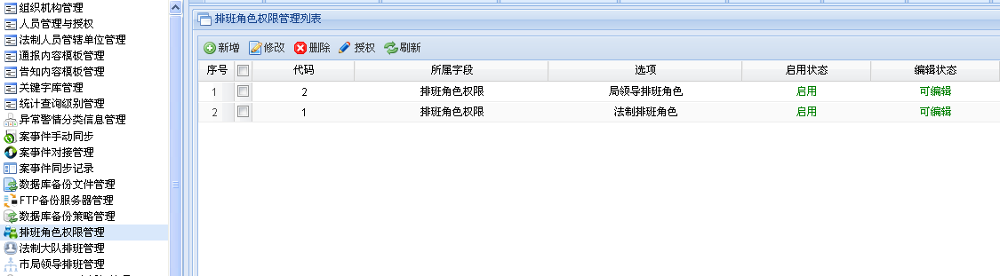 组织机构管理
人员管理与授权
法制人员管辖单位管理
通报内容模板管理
告知内容模板管理
关键字库管理
统计查询级别管理
异常警情分类信息管理
案事件手动同步
案事件对接管理
案事件同步记录
数据库备份文件管理
FTP备份服务器管理
数据库备份策略管理
排班角色权限管理
法制大队排班管理
市局领导排班管理
排班角色权限管理列表
新增 修改 删除 授权 刷新
序号 代码 所属字段 选项 启用状态 编辑状态
1 2 排班角色权限 局领导排班角色 启用 可编辑
2 1 排班角色权限 法制排班角色 启用 可编辑